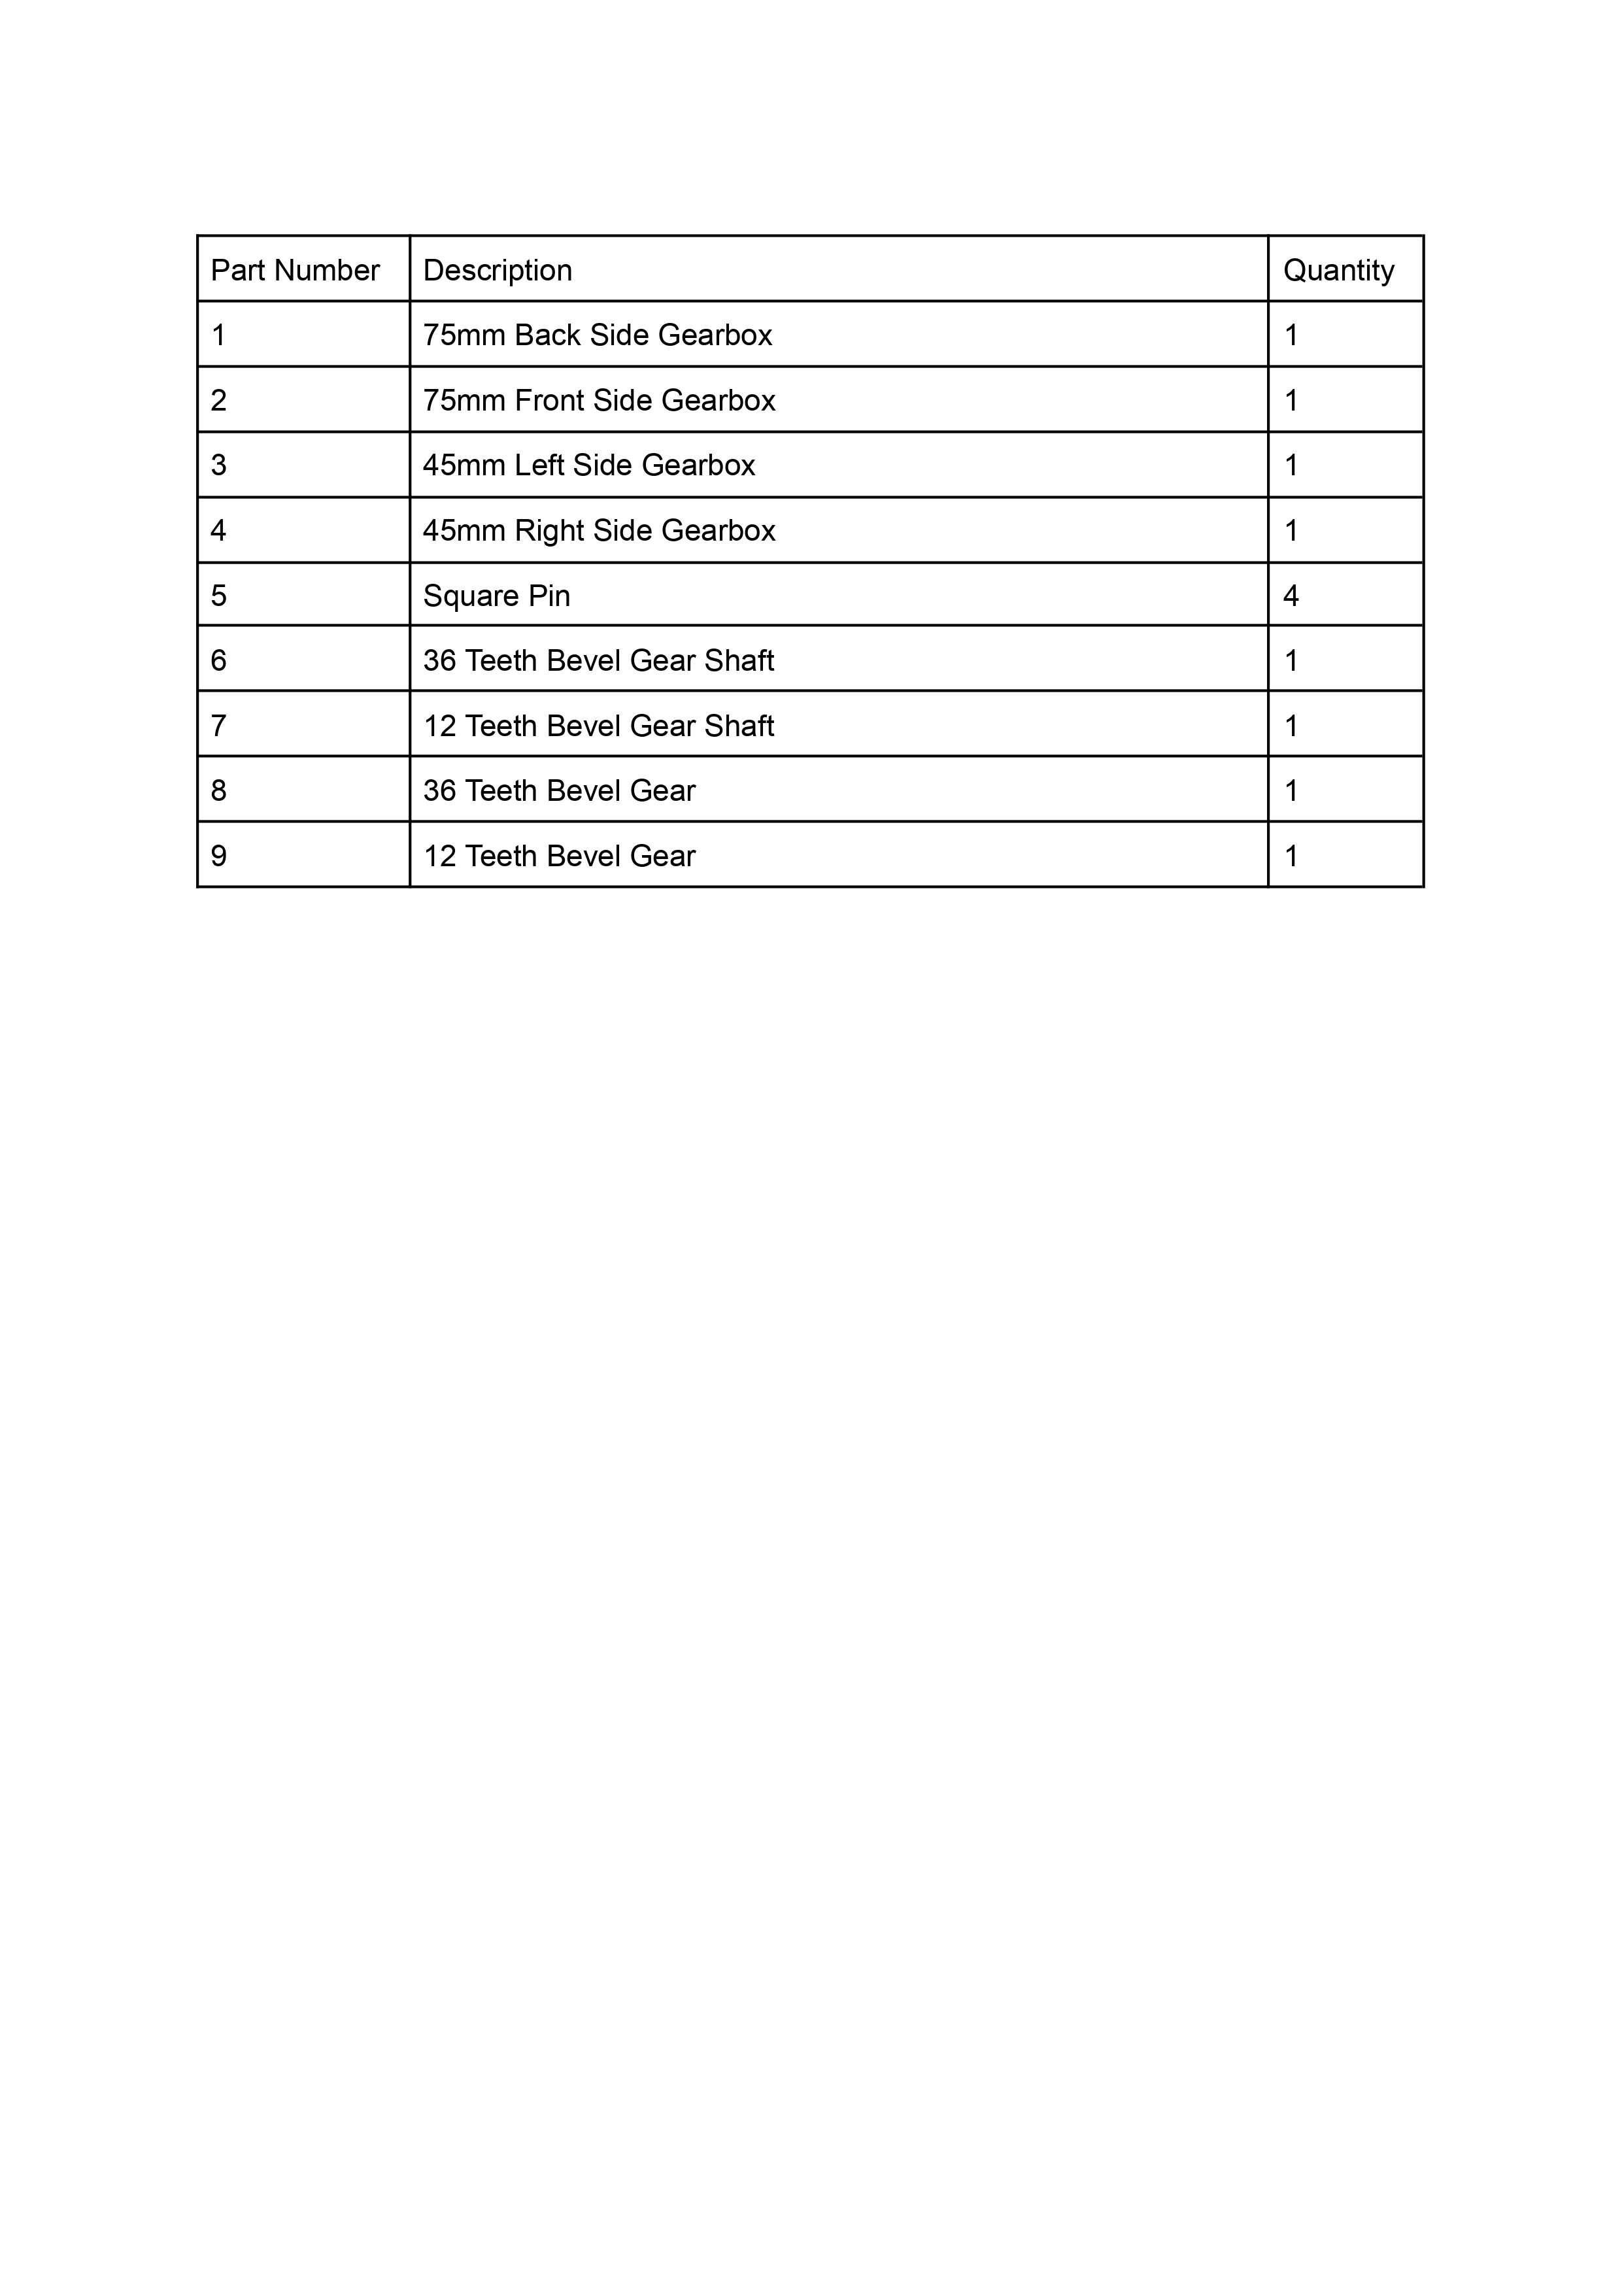 Part Number Description Quantity
1 75mm Back Side Gearbox 1
2 75mm Front Side Gearbox 1
3 45mm Left Side Gearbox 1
4 45mm Right Side Gearbox 1
5 Square Pin 4
6 36 Teeth Bevel Gear Shaft 1
7 12 Teeth Bevel Gear Shaft 1
8 36 Teeth Bevel Gear 1
9 12 Teeth Bevel Gear 1